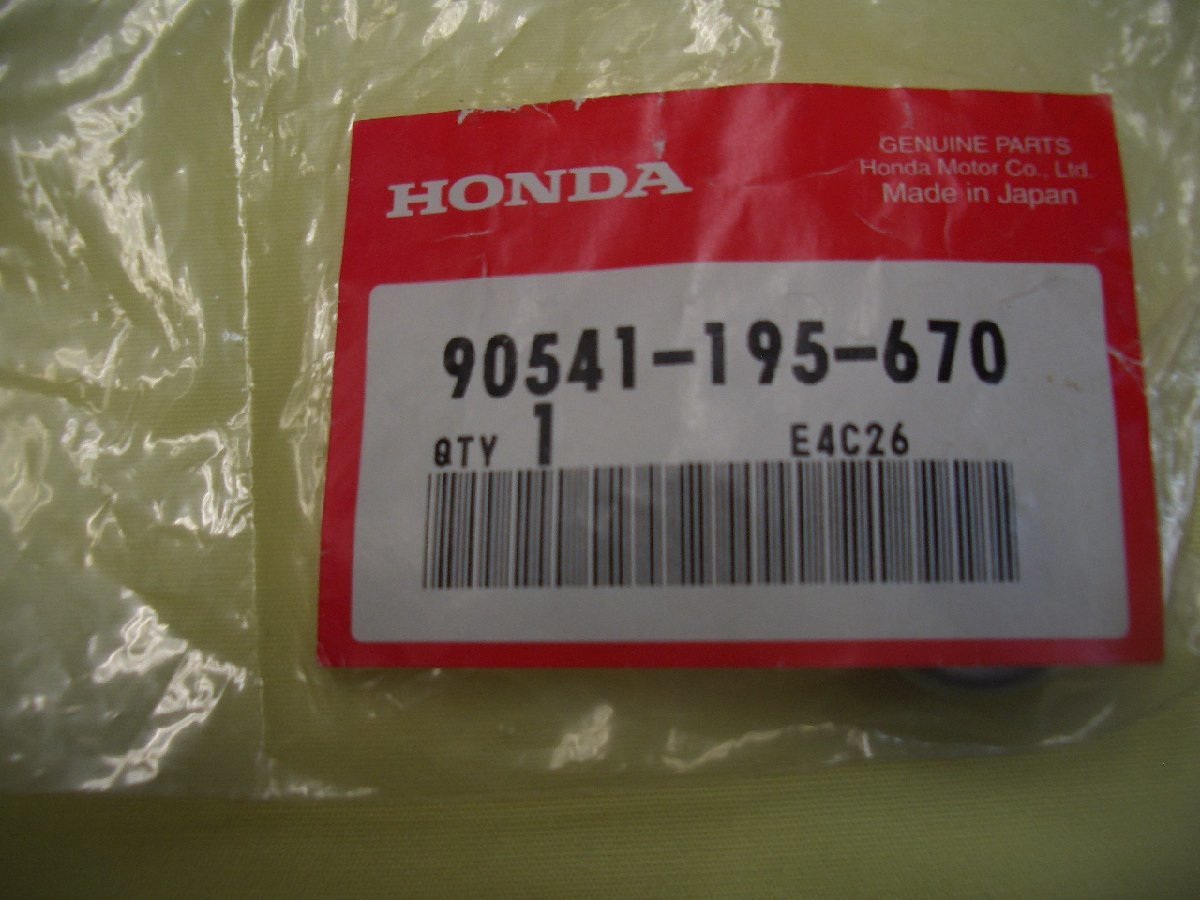 HONDA
GENUINE PARTS
Honda Motor Co., Ltd.
Made in Japan
90541-195-670
QTY 1 E4C26